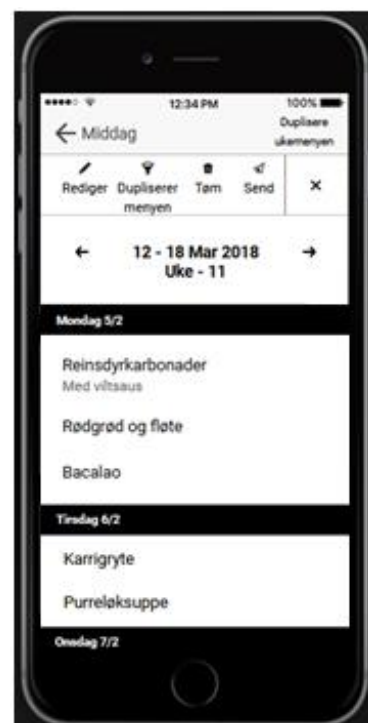 12:34 PM
100%
← Middag
Duplisere
ukemenyen
Rediger
Dupliserer
menyen
Tøm
Send
×
← 12 - 18 Mar 2018 →
Uke - 11
Mondag 5/2
Reinsdyrkarbonader
Med viltsaus
Rødgrød og fløte
Bacalao
Tirsdag 6/2
Karrigryte
Purreløksuppe
Onsdag 7/2